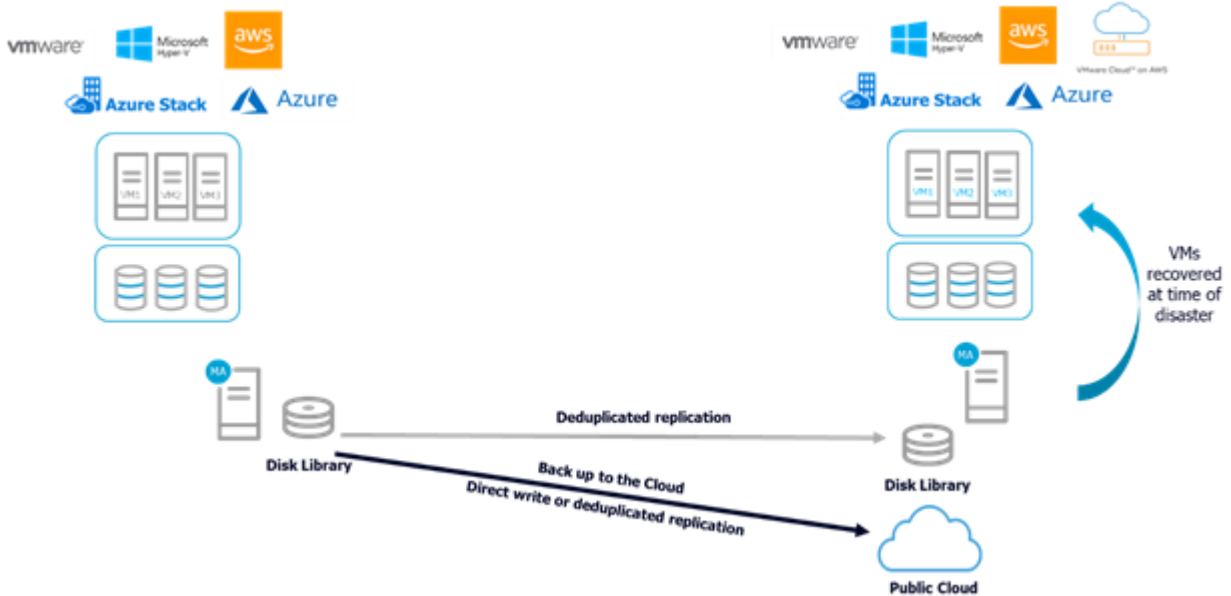 vmware
Microsoft
Hyper-V
aws
Azure Stack
Azure
VM1 VM2 VM3
MA
Disk Library
Deduplicated replication
Back up to the Cloud
Direct write or deduplicated replication
vmware
Microsoft
Hyper-V
aws
VMware Cloud™ on AWS
Azure Stack
Azure
VM1 VM2 VM3
VMs
recovered
at time of
disaster
MA
Disk Library
Public Cloud